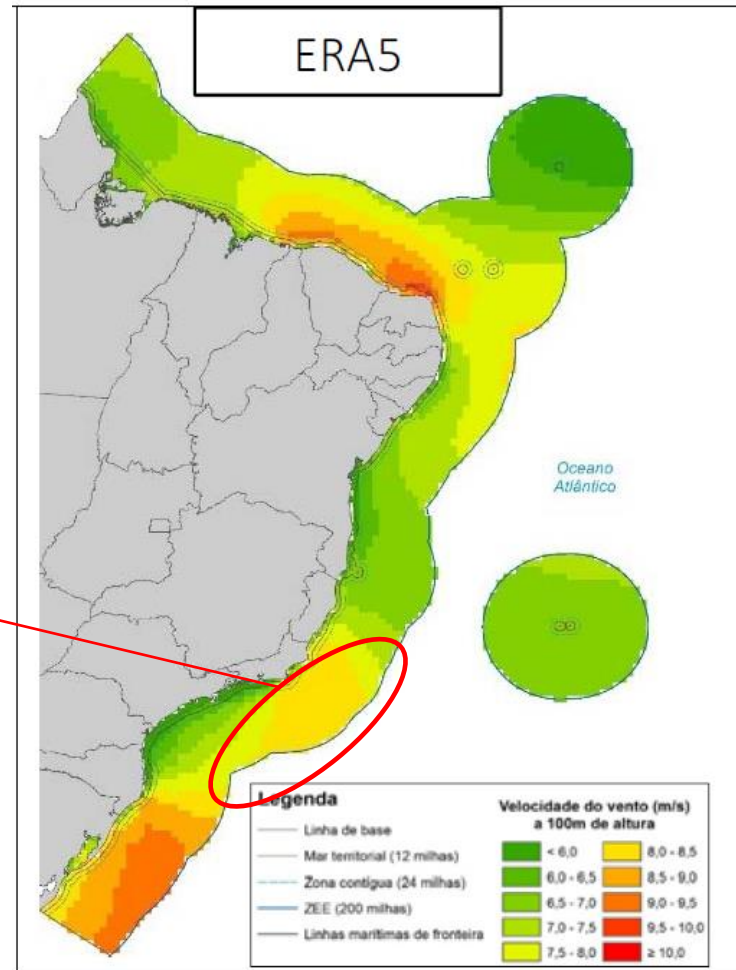 ERA5
Oceano
Atlântico
Legenda
Linha de base
Mar territorial (12 milhas)
Zona contígua (24 milhas)
ZEE (200 milhas)
Linhas marítimas de fronteira
Velocidade do vento (m/s)
a 100m de altura
< 6,0
6,0 - 6,5
6,5 - 7,0
7,0 - 7,5
7,5 - 8,0
8,0 - 8,5
8,5 - 9,0
9,0 - 9,5
9,5 - 10,0
≥ 10,0